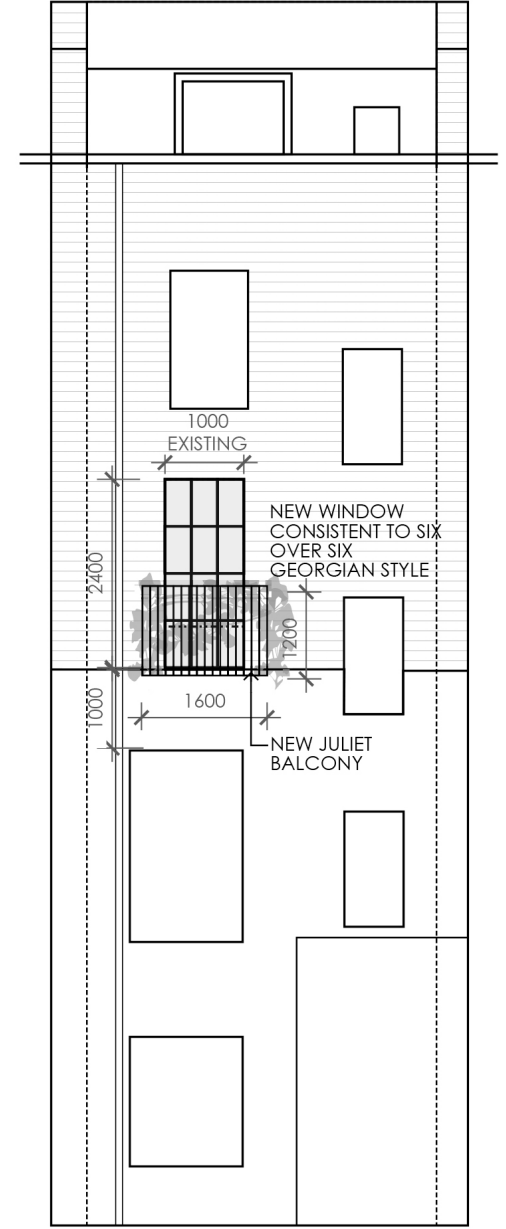 1000
EXISTING
NEW WINDOW
CONSISTENT TO SIX
OVER SIX
GEORGIAN STYLE
2400
1200
1000
1600
NEW JULIET
BALCONY